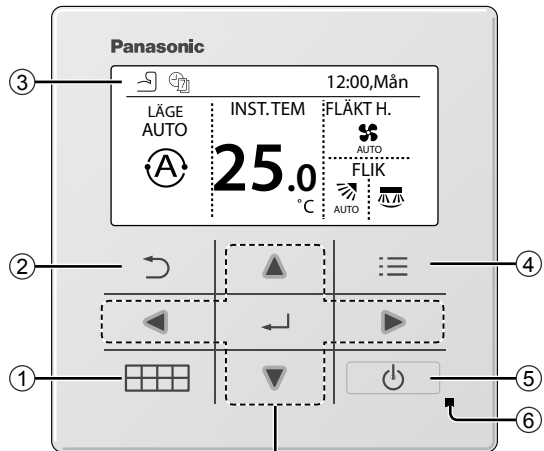 Panasonic
③
12:00,Mån
LÄGE
AUTO
A
INST.TEM
25.0
°C
FLÄKT H.
AUTO
FLIK
AUTO
7
②
④
①
⑤
⑥